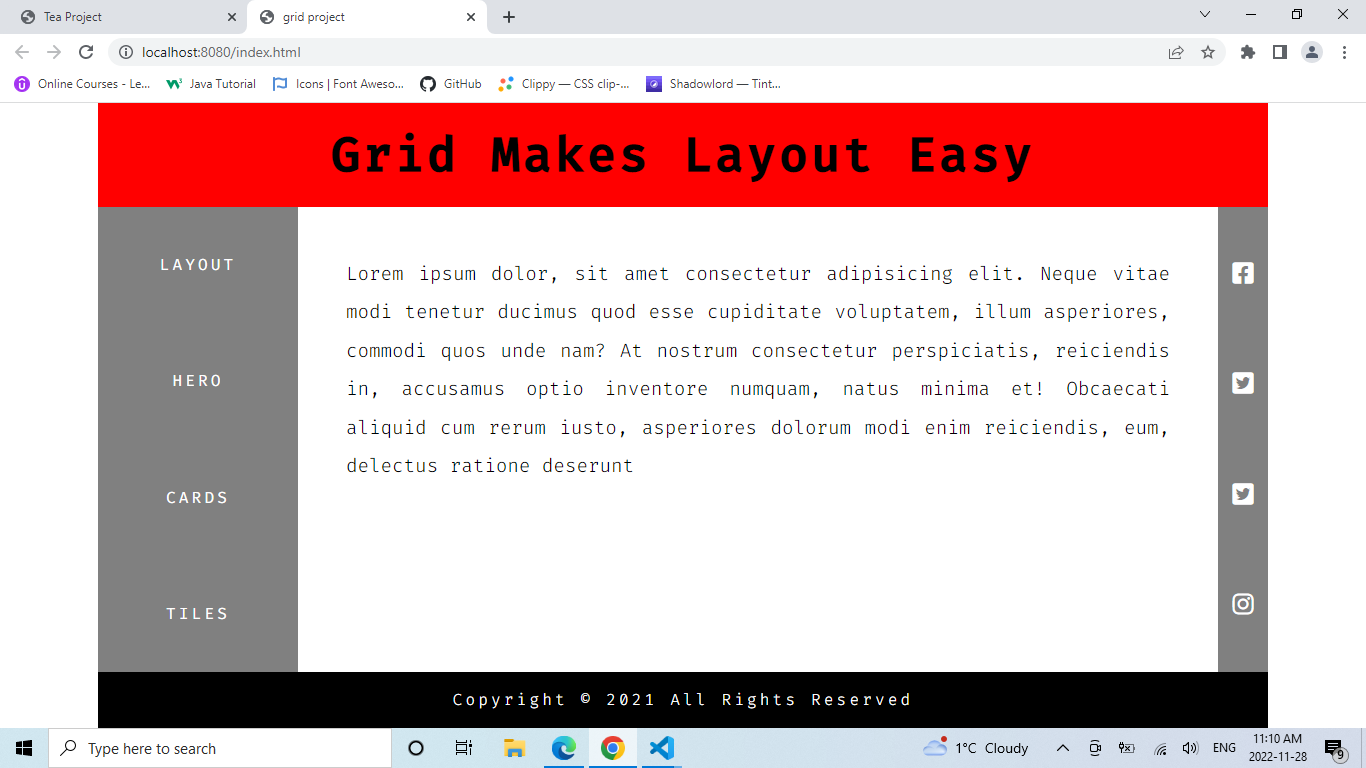 Tea Project
grid project
localhost:8080/index.html
Online Courses - Le...
Java Tutorial
Icons | Font Aweso...
GitHub
Clippy — CSS clip-...
Shadowlord — Tint...
Grid Makes Layout Easy
LAYOUT
HERO
CARDS
TILES
Lorem ipsum dolor, sit amet consectetur adipisicing elit. Neque vitae
modi tenetur ducimus quod esse cupiditate voluptatem, illum asperiores,
commodi quos unde nam? At nostrum consectetur perspiciatis, reiciendis
in, accusamus optio inventore numquam, natus minima et! Obcaecati
aliquid cum rerum iusto, asperiores dolorum modi enim reiciendis, eum,
delectus ratione deserunt
Copyright © 2021 All Rights Reserved
Type here to search
1°C Cloudy
ENG
11:10 AM
2022-11-28
9